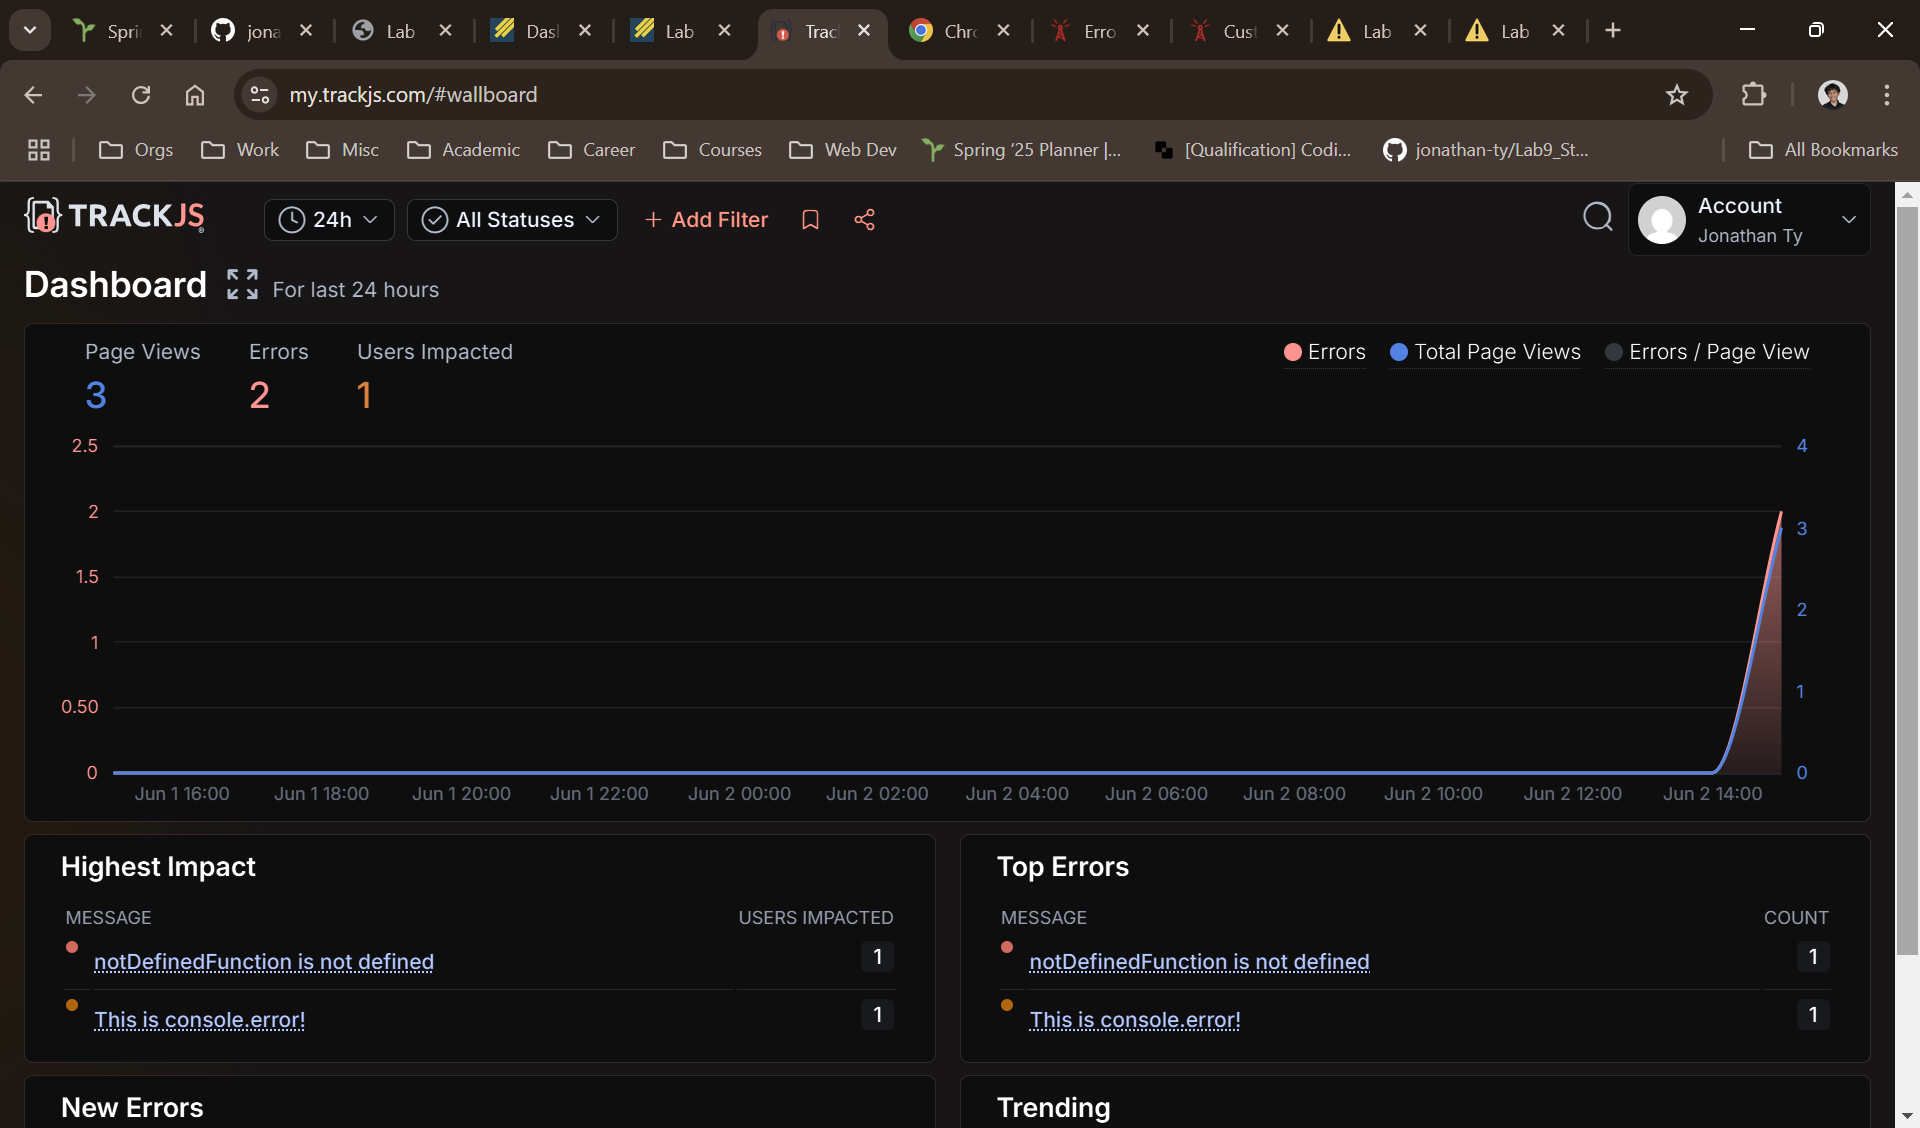 Spri
jona
Lab
Das
Lab
Trac
Chr
Erro
Cust
Lab
Lab
my.trackjs.com/#wallboard
Orgs
Work
Misc
Academic
Career
Courses
Web Dev
Spring ‘25 Planner |...
[Qualification] Codi...
jonathan-ty/Lab9_St...
All Bookmarks
TRACKJS
24h
All Statuses
+ Add Filter
Account
Jonathan Ty
Dashboard
For last 24 hours
Page Views
Errors
Users Impacted
3
2
1
Errors
Total Page Views
Errors / Page View
2.5
2
1.5
1
0.50
0
4
3
2
1
0
Jun 1 16:00
Jun 1 18:00
Jun 1 20:00
Jun 1 22:00
Jun 2 00:00
Jun 2 02:00
Jun 2 04:00
Jun 2 06:00
Jun 2 08:00
Jun 2 10:00
Jun 2 12:00
Jun 2 14:00
Highest Impact
MESSAGE
USERS IMPACTED
notDefinedFunction is not defined
1
This is console.error!
1
Top Errors
MESSAGE
COUNT
notDefinedFunction is not defined
1
This is console.error!
1
New Errors
Trending